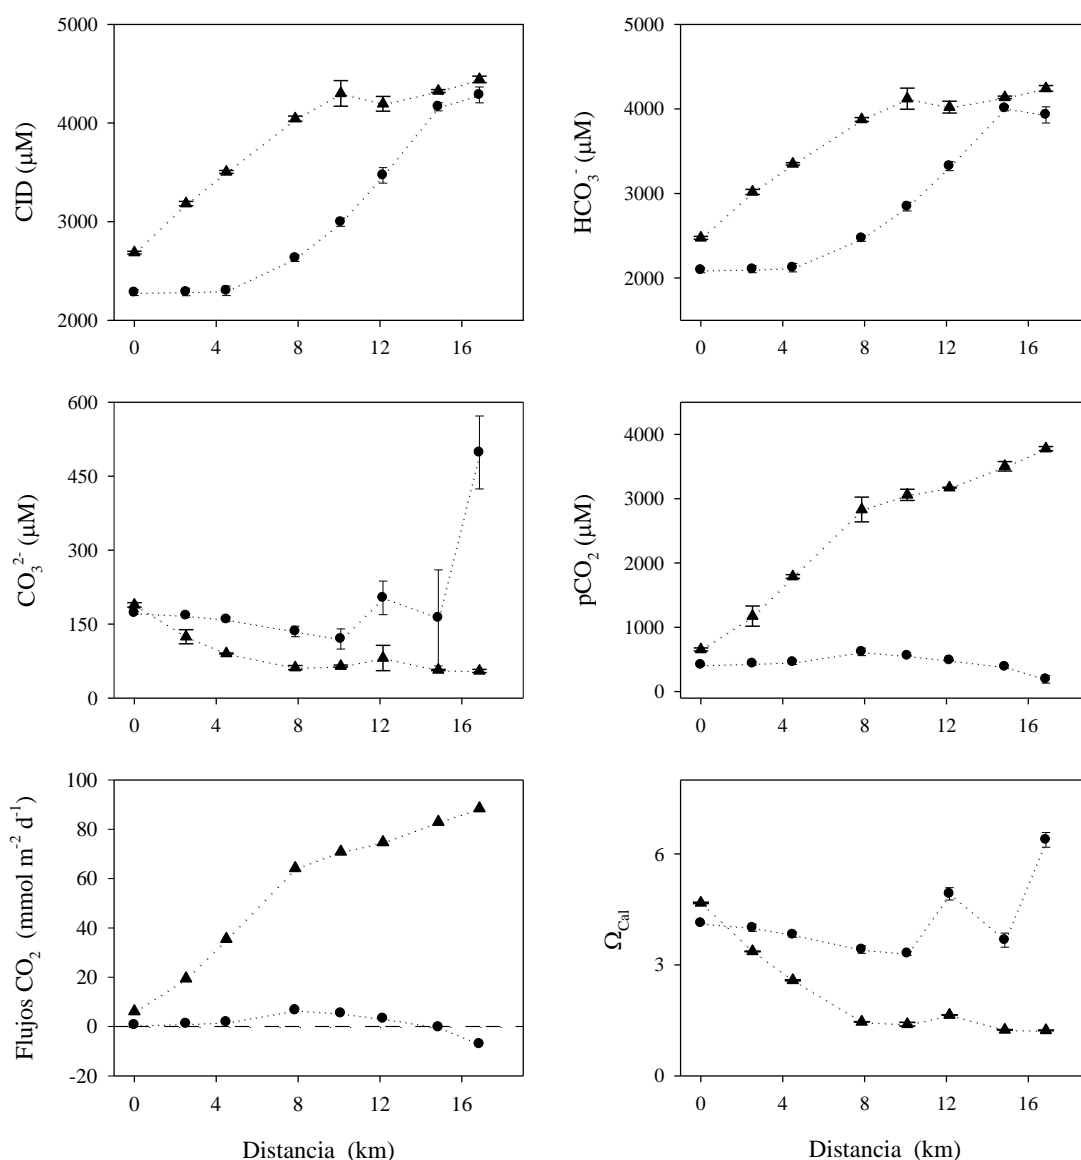 5000
4000
3000
2000
CID (μM)
0 4 8 12 16
5000
4000
3000
2000
HCO₃⁻ (μM)
0 4 8 12 16
600
450
300
150
0
CO₃²⁻ (μM)
0 4 8 12 16
4000
3000
2000
1000
0
pCO₂ (μM)
0 4 8 12 16
100
80
60
40
20
0
-20
Flujos CO₂ (mmol m⁻² d⁻¹)
0 4 8 12 16
Distancia (km)
6
3
0
Ω_Cal
0 4 8 12 16
Distancia (km)